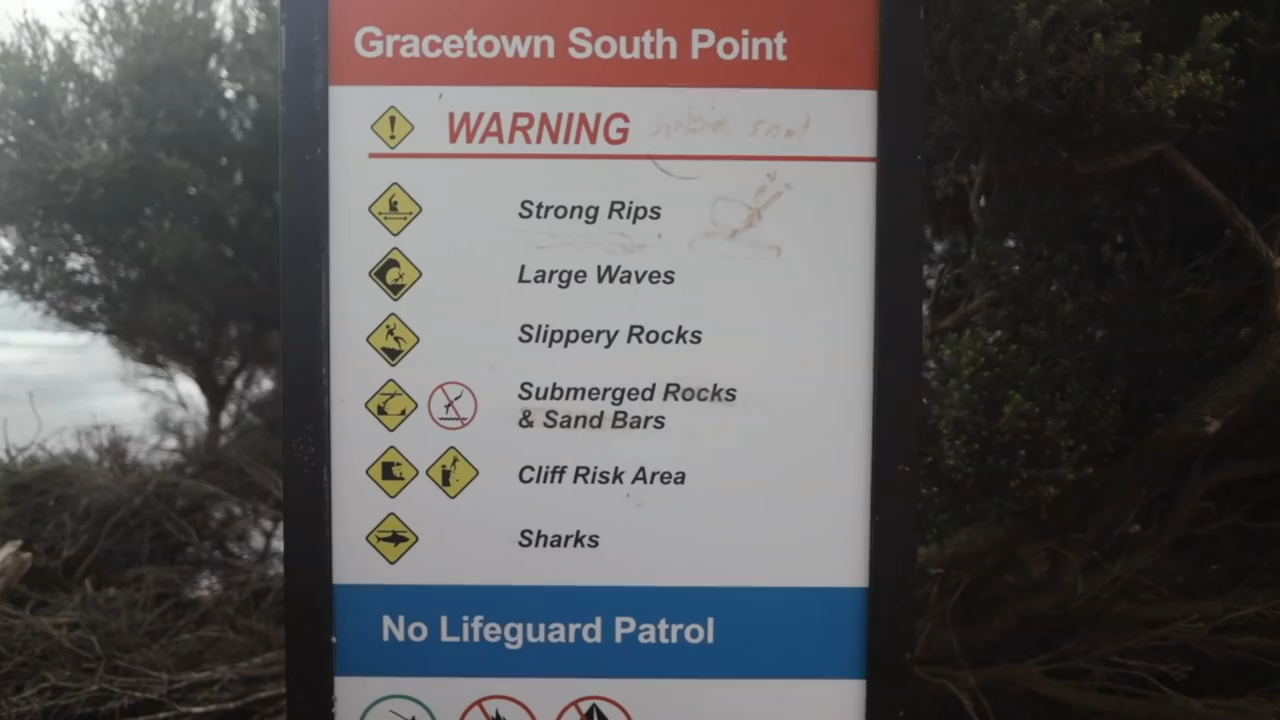 Gracetown South Point
WARNING
Strong Rips
Large Waves
Slippery Rocks
Submerged Rocks
& Sand Bars
Cliff Risk Area
Sharks
No Lifeguard Patrol